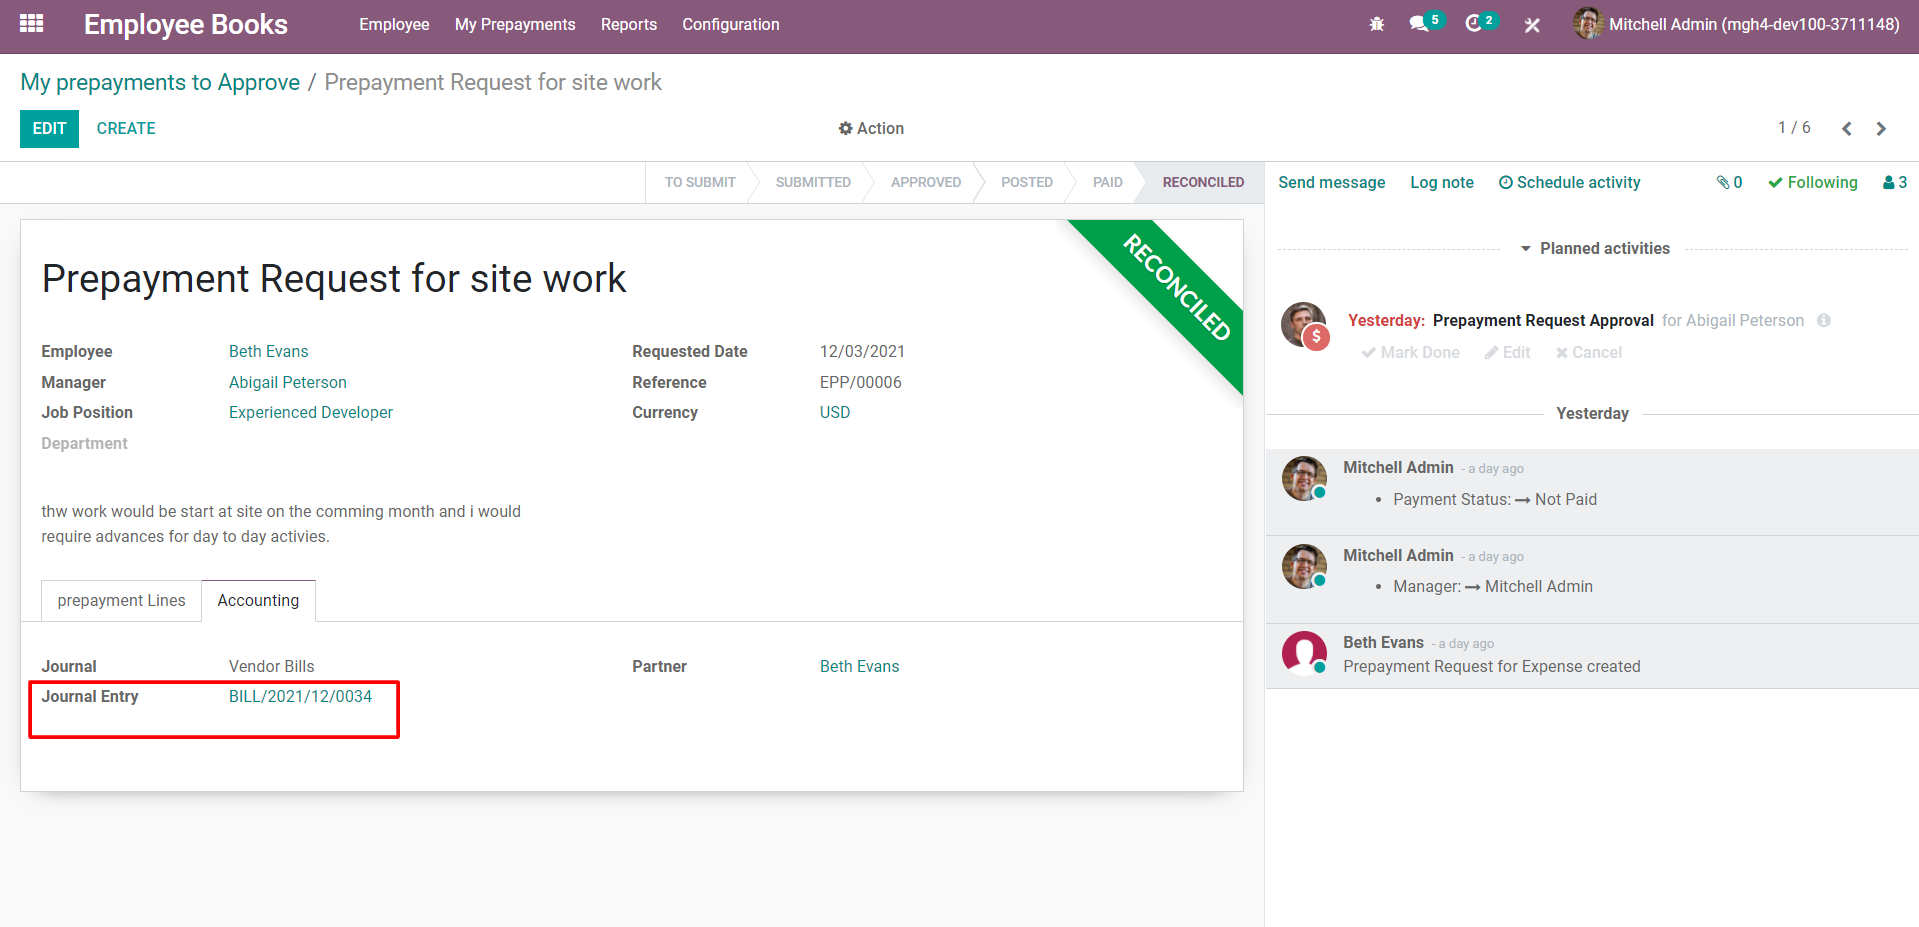 Employee Books Employee My Prepayments Reports Configuration 5 2 Mitchell Admin (mgh4-dev100-3711148)
My prepayments to Approve / Prepayment Request for site work
EDIT CREATE Action 1 / 6
TO SUBMIT SUBMITTED APPROVED POSTED PAID RECONCILED
RECONCILED
Prepayment Request for site work
Employee Beth Evans Requested Date 12/03/2021
Manager Abigail Peterson Reference EPP/00006
Job Position Experienced Developer Currency USD
Department
thw work would be start at site on the comming month and i would
require advances for day to day activies.
prepayment Lines Accounting
Journal Vendor Bills Partner Beth Evans
Journal Entry BILL/2021/12/0034
Send message Log note Schedule activity 0 Following 3
Planned activities
Yesterday: Prepayment Request Approval for Abigail Peterson
$
Mark Done Edit Cancel
Yesterday
Mitchell Admin - a day ago
• Payment Status: → Not Paid
Mitchell Admin - a day ago
• Manager: → Mitchell Admin
Beth Evans - a day ago
Prepayment Request for Expense created